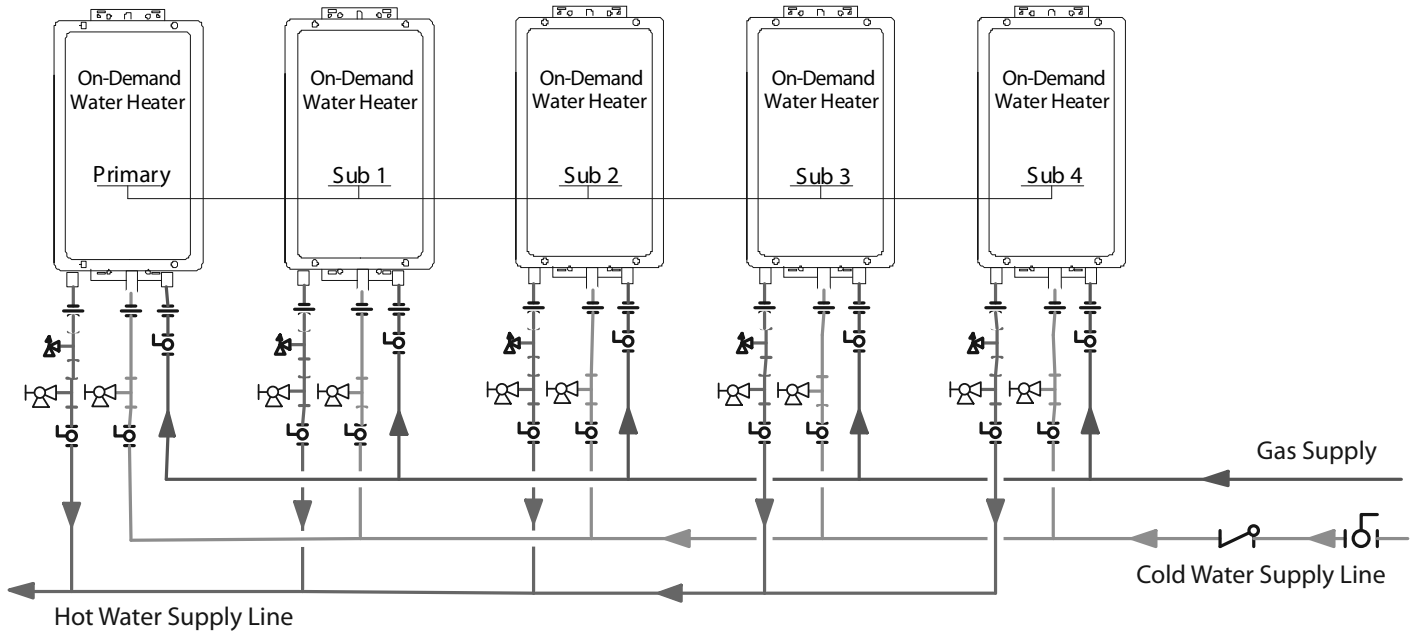 On-Demand
Water Heater
On-Demand
Water Heater
On-Demand
Water Heater
On-Demand
Water Heater
On-Demand
Water Heater
Primary
Sub 1
Sub 2
Sub 3
Sub 4
Gas Supply
Cold Water Supply Line
Hot Water Supply Line